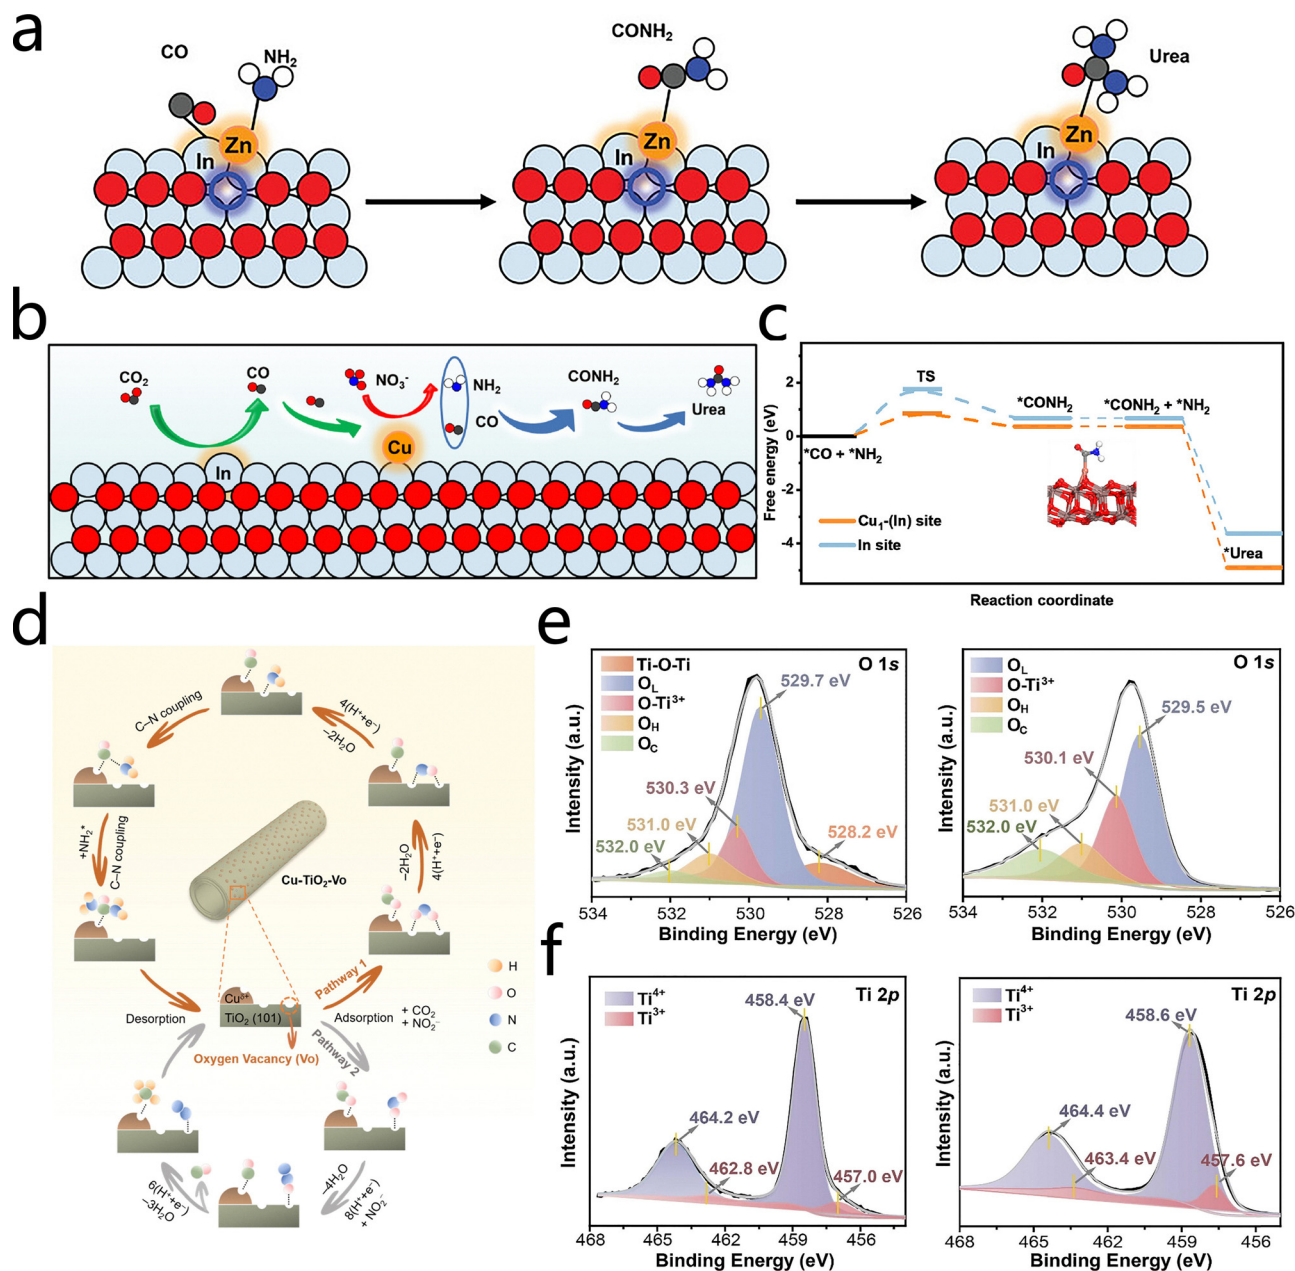 a
CO
NH2
Zn
In
CONH2
Zn
In
Urea
Zn
In
b
CO2
CO
NO3-
NH2
CO
CONH2
Urea
In
Cu
c
Free energy (eV)
2
0
-2
-4
TS
*CO + *NH2
*CONH2
*CONH2 + *NH2
*Urea
Cu1-(In) site
In site
Reaction coordinate
d
C–N coupling
4(H++e−)
−2H2O
+NH2*
C–N coupling
−2H2O
4(H++e−)
Cu-TiO2-Vo
Cu3+
TiO2 (101)
Desorption
Pathway 1
Adsorption
+ CO2
+ NO2−
Pathway 2
Oxygen Vacancy (Vo)
H
O
N
C
6(H++e−)
−3H2O
−4H2O
8(H++e−)
+ NO2−
e
Ti-O-Ti
OL
O-Ti3+
OH
OC
O 1s
529.7 eV
530.3 eV
531.0 eV
532.0 eV
528.2 eV
534 532 530 528 526
Binding Energy (eV)
Intensity (a.u.)
OL
O-Ti3+
OH
OC
O 1s
529.5 eV
530.1 eV
531.0 eV
532.0 eV
534 532 530 528 526
Binding Energy (eV)
Intensity (a.u.)
f
Ti4+
Ti3+
Ti 2p
458.4 eV
464.2 eV
462.8 eV
457.0 eV
468 465 462 459 456
Binding Energy (eV)
Intensity (a.u.)
Ti4+
Ti3+
Ti 2p
458.6 eV
464.4 eV
463.4 eV
457.6 eV
468 465 462 459 456
Binding Energy (eV)
Intensity (a.u.)